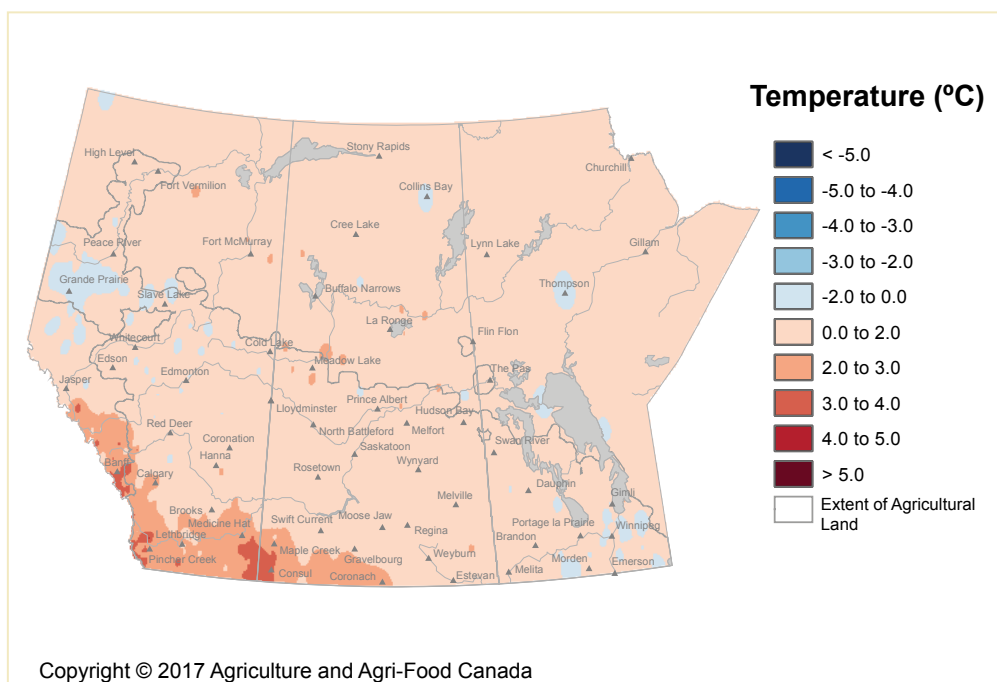 Temperature (ºC)
< -5.0
-5.0 to -4.0
-4.0 to -3.0
-3.0 to -2.0
-2.0 to 0.0
0.0 to 2.0
2.0 to 3.0
3.0 to 4.0
4.0 to 5.0
> 5.0
Extent of Agricultural
Land
High Level
Fort Vermilion
Stony Rapids
Churchill
Collins Bay
Peace River
Fort McMurray
Cree Lake
Lynn Lake
Gillam
Grande Prairie
Slave Lake
Buffalo Narrows
Thompson
La Ronge
Flin Flon
Whitecourt
Cold Lake
Edson
Meadow Lake
The Pas
Jasper
Edmonton
Lloydminster
Prince Albert
Hudson Bay
Red Deer
North Battleford
Melfort
Coronation
Saskatoon
Swan River
Hanna
Banff
Calgary
Rosetown
Wynyard
Dauphin
Gimli
Brooks
Melville
Medicine Hat
Swift Current
Moose Jaw
Regina
Portage la Prairie
Winnipeg
Lethbridge
Brandon
Pincher Creek
Maple Creek
Gravelbourg
Weyburn
Morden
Emerson
Consul
Coronach
Estevan
Melita
Copyright © 2017 Agriculture and Agri-Food Canada